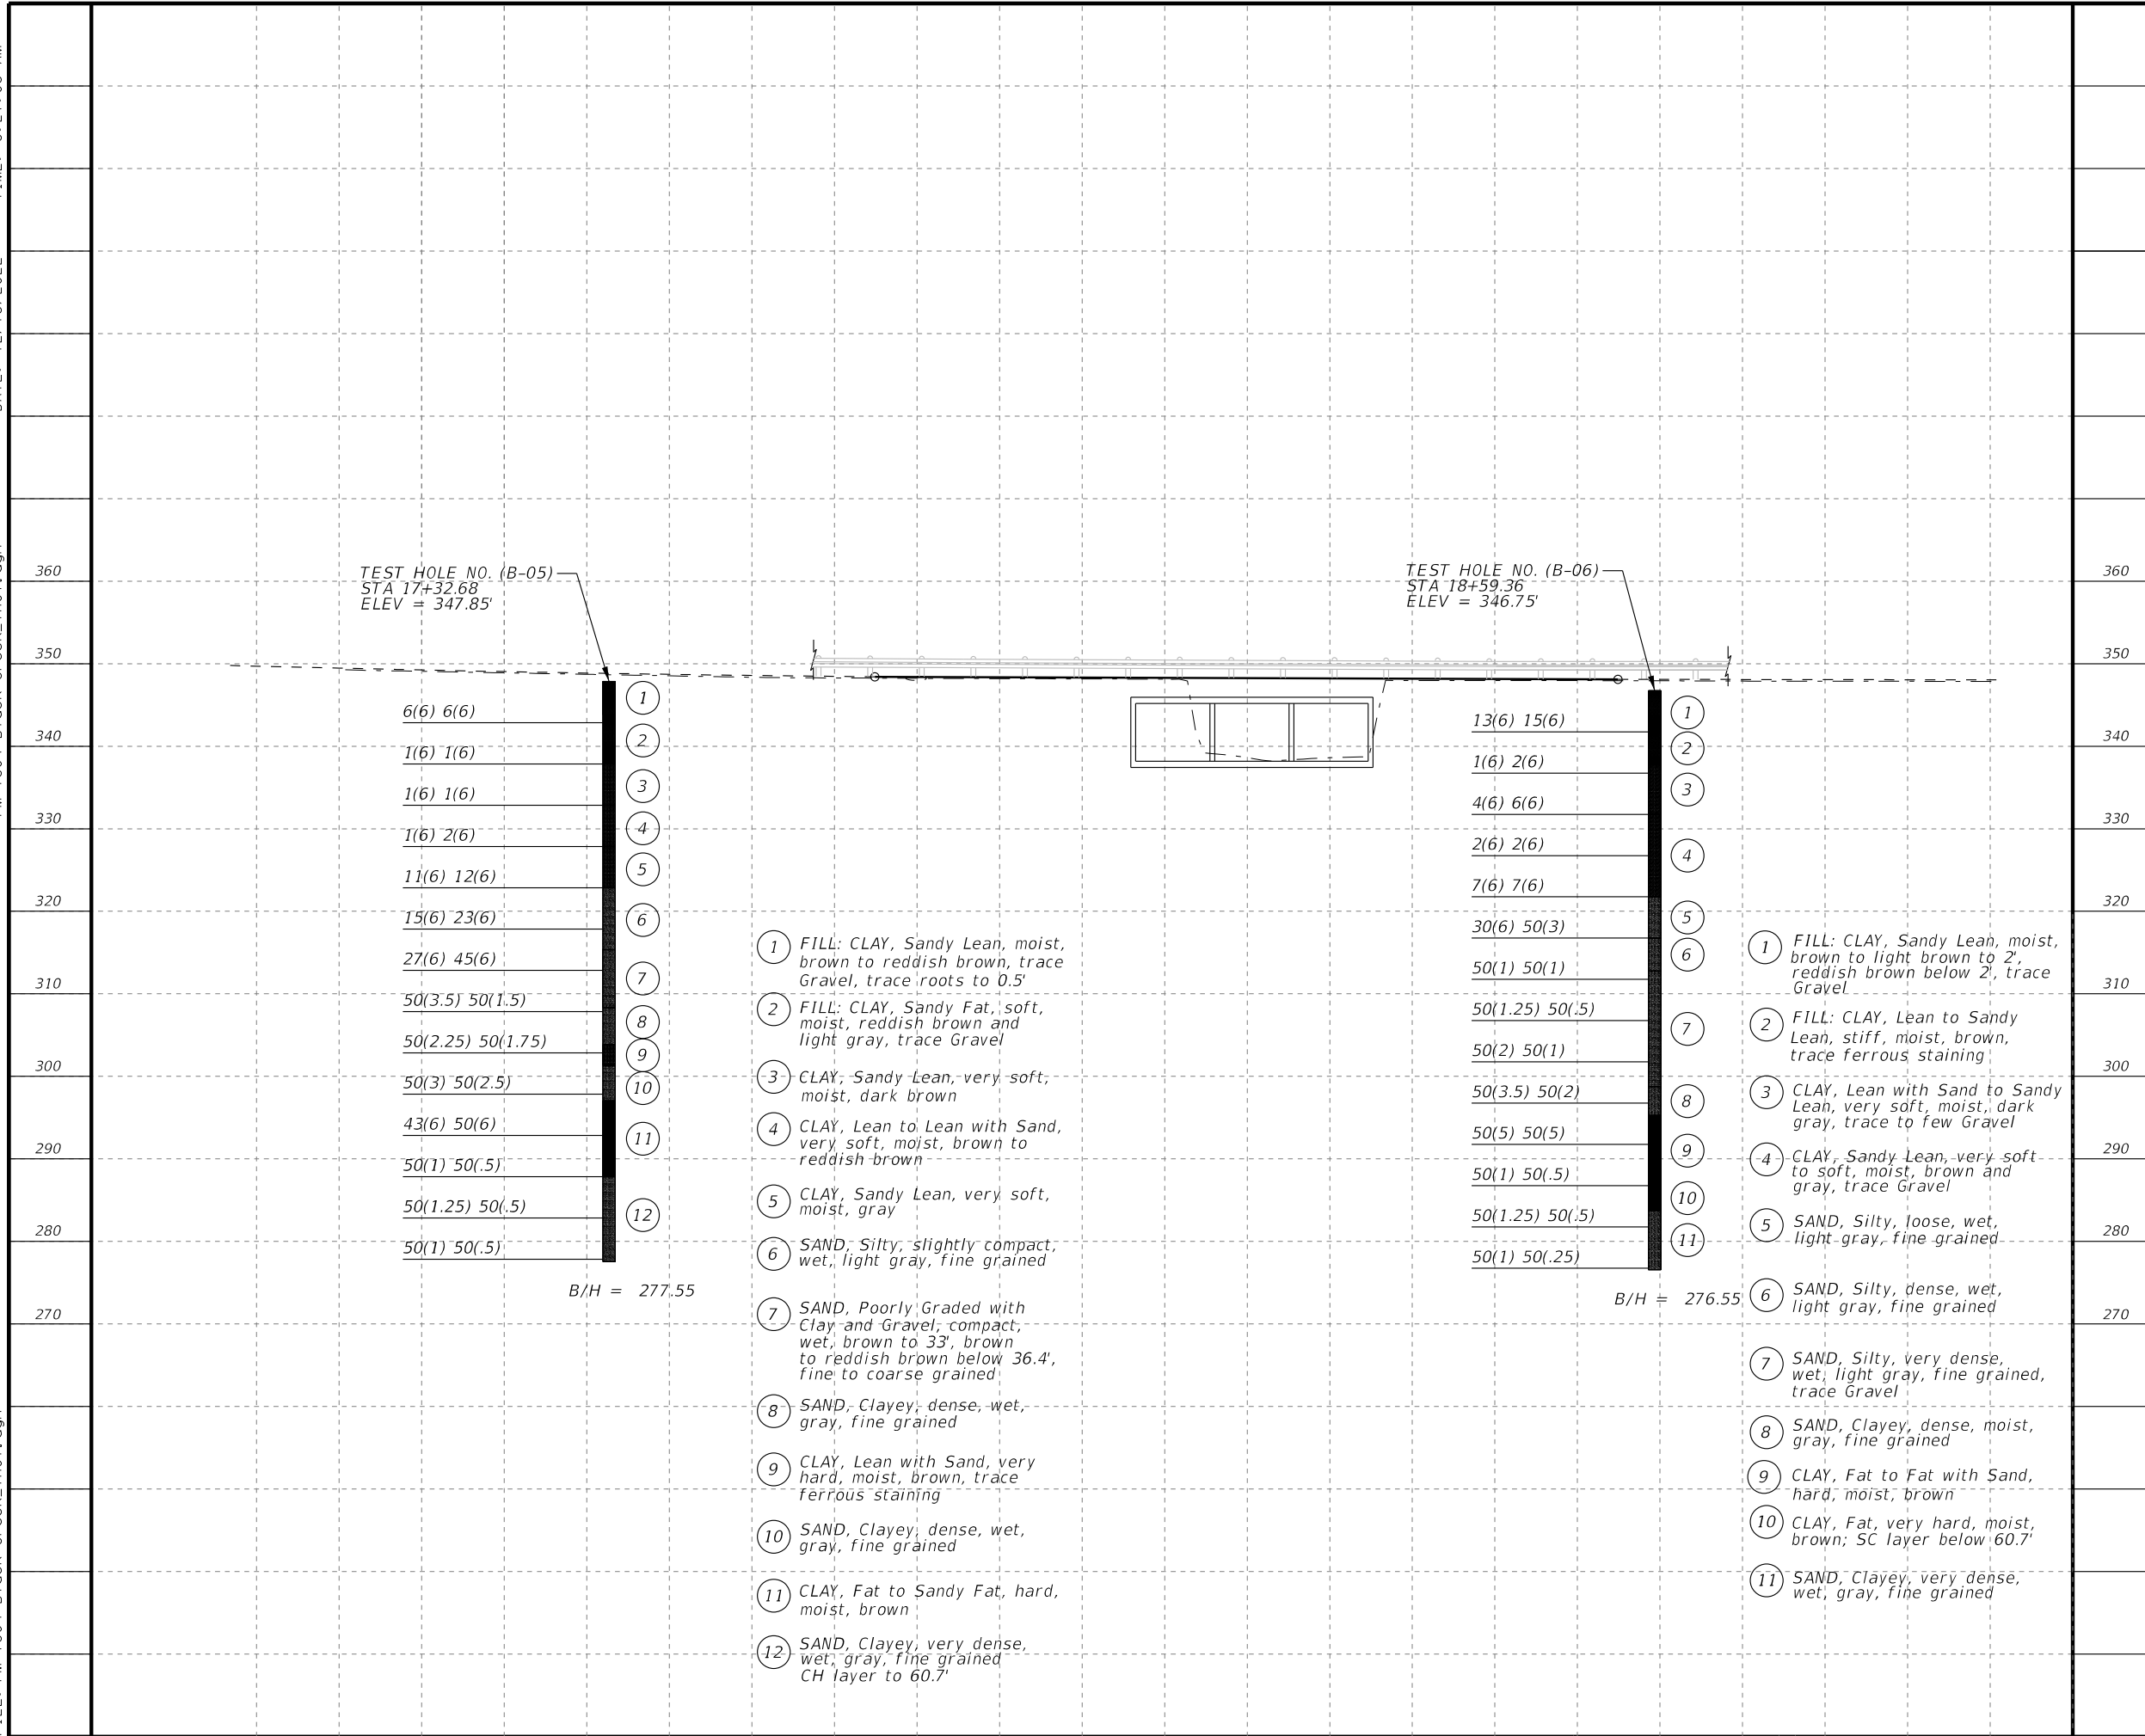 TEST HOLE NO. (B-05)
STA 17+32.68
ELEV = 347.85'
TEST HOLE NO. (B-06)
STA 18+59.36
ELEV = 346.75'
360
350
340
330
320
310
300
290
280
270
6(6) 6(6)
1(6) 1(6)
1(6) 1(6)
1(6) 2(6)
11(6) 12(6)
15(6) 23(6)
27(6) 45(6)
50(3.5) 50(1.5)
50(2.25) 50(1.75)
50(3) 50(2.5)
43(6) 50(6)
50(1) 50(.5)
50(1.25) 50(.5)
50(1) 50(.5)
1
2
3
4
5
6
7
8
9
10
11
12
B/H = 277.55
1 FILL: CLAY, Sandy Lean, moist,
brown to reddish brown, trace
Gravel, trace roots to 0.5'
2 FILL: CLAY, Sandy Fat, soft,
moist, reddish brown and
light gray, trace Gravel
3 CLAY, Sandy Lean, very soft,
moist, dark brown
4 CLAY, Lean to Lean with Sand,
very soft, moist, brown to
reddish brown
5 CLAY, Sandy Lean, very soft,
moist, gray
6 SAND, Silty, slightly compact,
wet, light gray, fine grained
7 SAND, Poorly Graded with
Clay and Gravel, compact,
wet, brown to 33', brown
to reddish brown below 36.4',
fine to coarse grained
8 SAND, Clayey, dense, wet,
gray, fine grained
9 CLAY, Lean with Sand, very
hard, moist, brown, trace
ferrous staining
10 SAND, Clayey, dense, wet,
gray, fine grained
11 CLAY, Fat to Sandy Fat, hard,
moist, brown
12 SAND, Clayey, very dense,
wet, gray, fine grained
CH layer to 60.7'
13(6) 15(6)
1(6) 2(6)
4(6) 6(6)
2(6) 2(6)
7(6) 7(6)
30(6) 50(3)
50(1) 50(1)
50(1.25) 50(.5)
50(2) 50(1)
50(3.5) 50(2)
50(5) 50(5)
50(1) 50(.5)
50(1.25) 50(.5)
50(1) 50(.25)
1
2
3
4
5
6
7
8
9
10
11
B/H = 276.55
1 FILL: CLAY, Sandy Lean, moist,
brown to light brown to 2',
reddish brown below 2', trace
Gravel
2 FILL: CLAY, Lean to Sandy
Lean, stiff, moist, brown,
trace ferrous staining
3 CLAY, Lean with Sand to Sandy
Lean, very soft, moist, dark
gray, trace to few Gravel
4 CLAY, Sandy Lean, very soft
to soft, moist, brown and
gray, trace Gravel
5 SAND, Silty, loose, wet,
light gray, fine grained
6 SAND, Silty, dense, wet,
light gray, fine grained
7 SAND, Silty, very dense,
wet, light gray, fine grained,
trace Gravel
8 SAND, Clayey, dense, moist,
gray, fine grained
9 CLAY, Fat to Fat with Sand,
hard, moist, brown
10 CLAY, Fat, very hard, moist,
brown; SC layer below 60.7'
11 SAND, Clayey, very dense,
wet, gray, fine grained
360
350
340
330
320
310
300
290
280
270